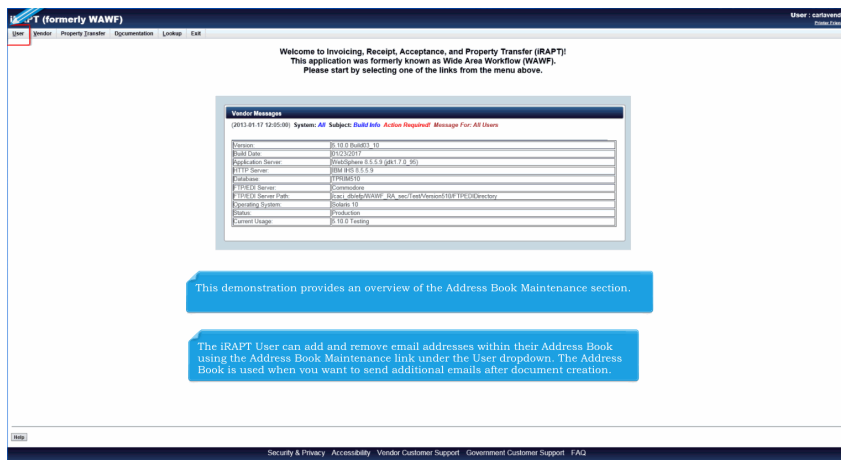 iRAPT (formerly WAWF)
User : carlavend
Printer Frien
User Vendor Property Transfer Documentation Lookup Exit
Welcome to Invoicing, Receipt, Acceptance, and Property Transfer (iRAPT)!
This application was formerly known as Wide Area Workflow (WAWF).
Please start by selecting one of the links from the menu above.
Vendor Messages
(2013-01-17 12:05:00) System: All Subject: Build Info Action Required! Message For: All Users
Version: 5.10.0 Build03_10
Build Date: 01/23/2017
Application Server: WebSphere 8.5.5.9 (jdk1.7.0_95)
HTTP Server: IBM IHS 8.5.5.9
Database: TPRIM510
FTP/EDI Server: Commodore
FTP/EDI Server Path: /caci_db/efp/WAWF_RA_sec/Test/Version510/FTPEDIDirectory
Operating System: Solaris 10
Status: Production
Current Usage: 5.10.0 Testing
This demonstration provides an overview of the Address Book Maintenance section.
The iRAPT User can add and remove email addresses within their Address Book
using the Address Book Maintenance link under the User dropdown. The Address
Book is used when you want to send additional emails after document creation.
Help
Security & Privacy Accessibility Vendor Customer Support Government Customer Support FAQ